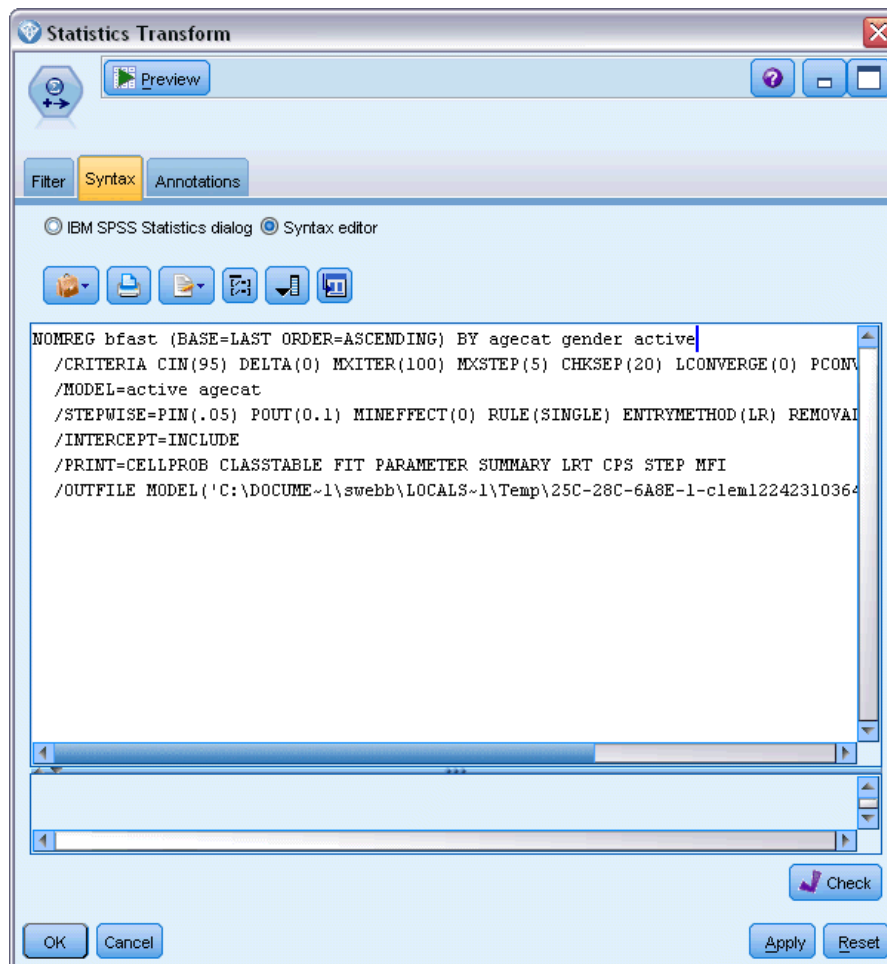 Statistics Transform
Preview
Filter Syntax Annotations
IBM SPSS Statistics dialog Syntax editor
NOMREG bfast (BASE=LAST ORDER=ASCENDING) BY agecat gender active
/CRITERIA CIN(95) DELTA(0) MXITER(100) MXSTEP(5) CHKSEP(20) LCONVERGE(0) PCONV
/MODEL=active agecat
/STEPWISE=PIN(.05) POUT(0.1) MINEFFECT(0) RULE(SINGLE) ENTRYMETHOD(LR) REMOVAL
/INTERCEPT=INCLUDE
/PRINT=CELLPROB CLASSTABLE FIT PARAMETER SUMMARY LRT CPS STEP MFI
/OUTFILE MODEL('C:\DOCUME~1\swebb\LOCALS~1\Temp\25C-28C-6A8E-1-clem12242310364
Check
OK Cancel Apply Reset